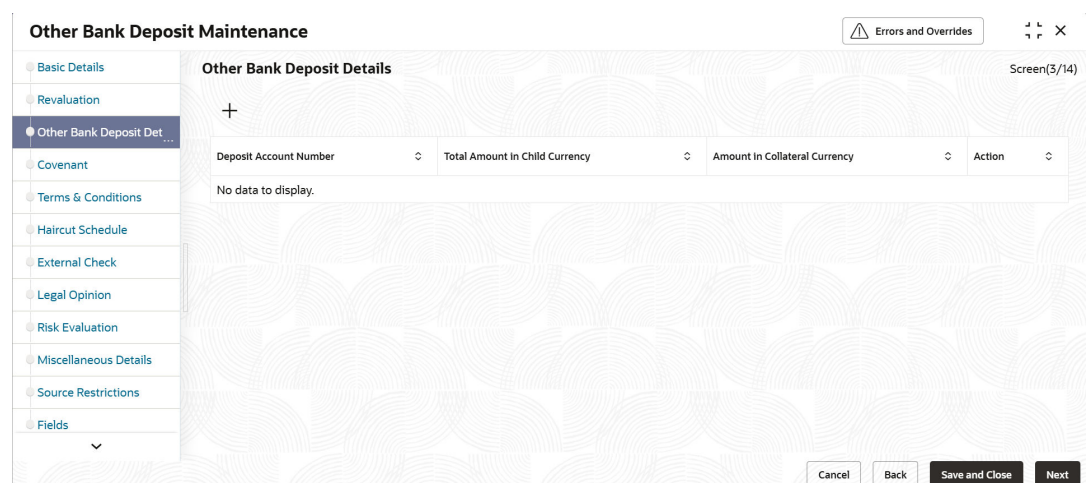 Other Bank Deposit Maintenance
Errors and Overrides
Basic Details
Revaluation
Other Bank Deposit Det
...
Covenant
Terms & Conditions
Haircut Schedule
External Check
Legal Opinion
Risk Evaluation
Miscellaneous Details
Source Restrictions
Fields
Other Bank Deposit Details
Screen(3/14)
Deposit Account Number Total Amount in Child Currency Amount in Collateral Currency Action
No data to display.
Cancel Back Save and Close Next